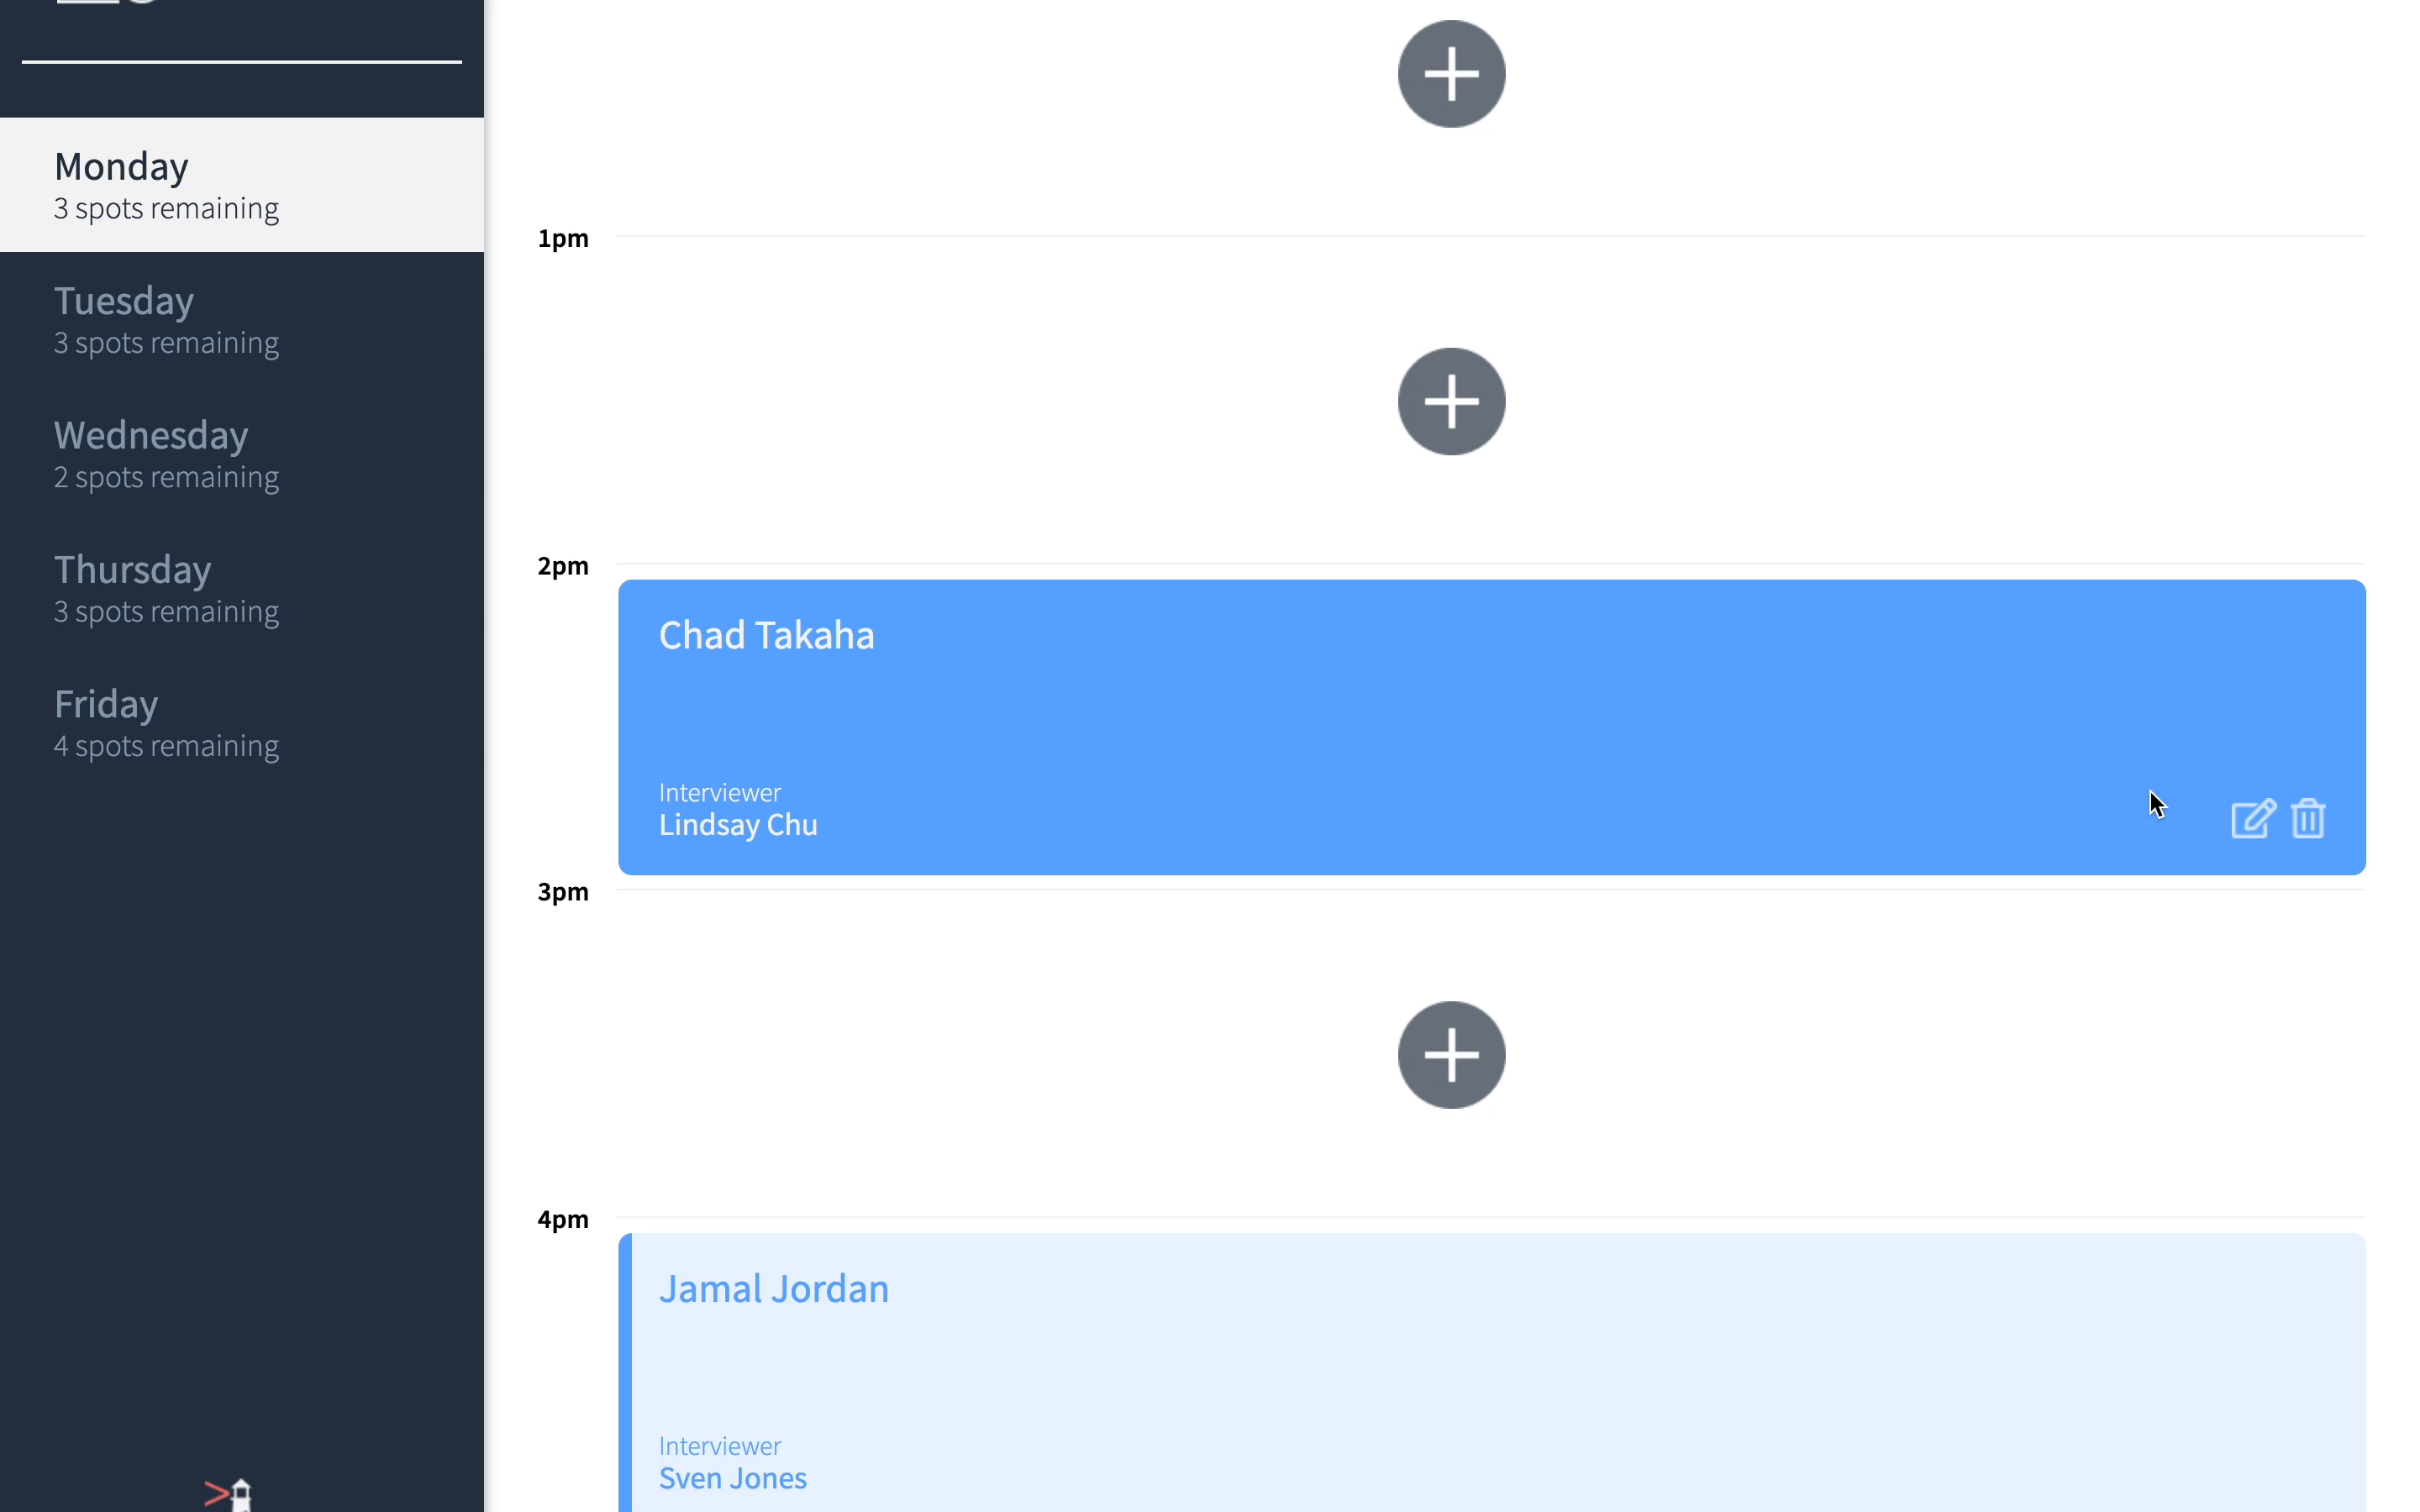 Monday
3 spots remaining
Tuesday
3 spots remaining
Wednesday
2 spots remaining
Thursday
3 spots remaining
Friday
4 spots remaining
1pm
2pm
Chad Takaha
Interviewer
Lindsay Chu
3pm
4pm
Jamal Jordan
Interviewer
Sven Jones